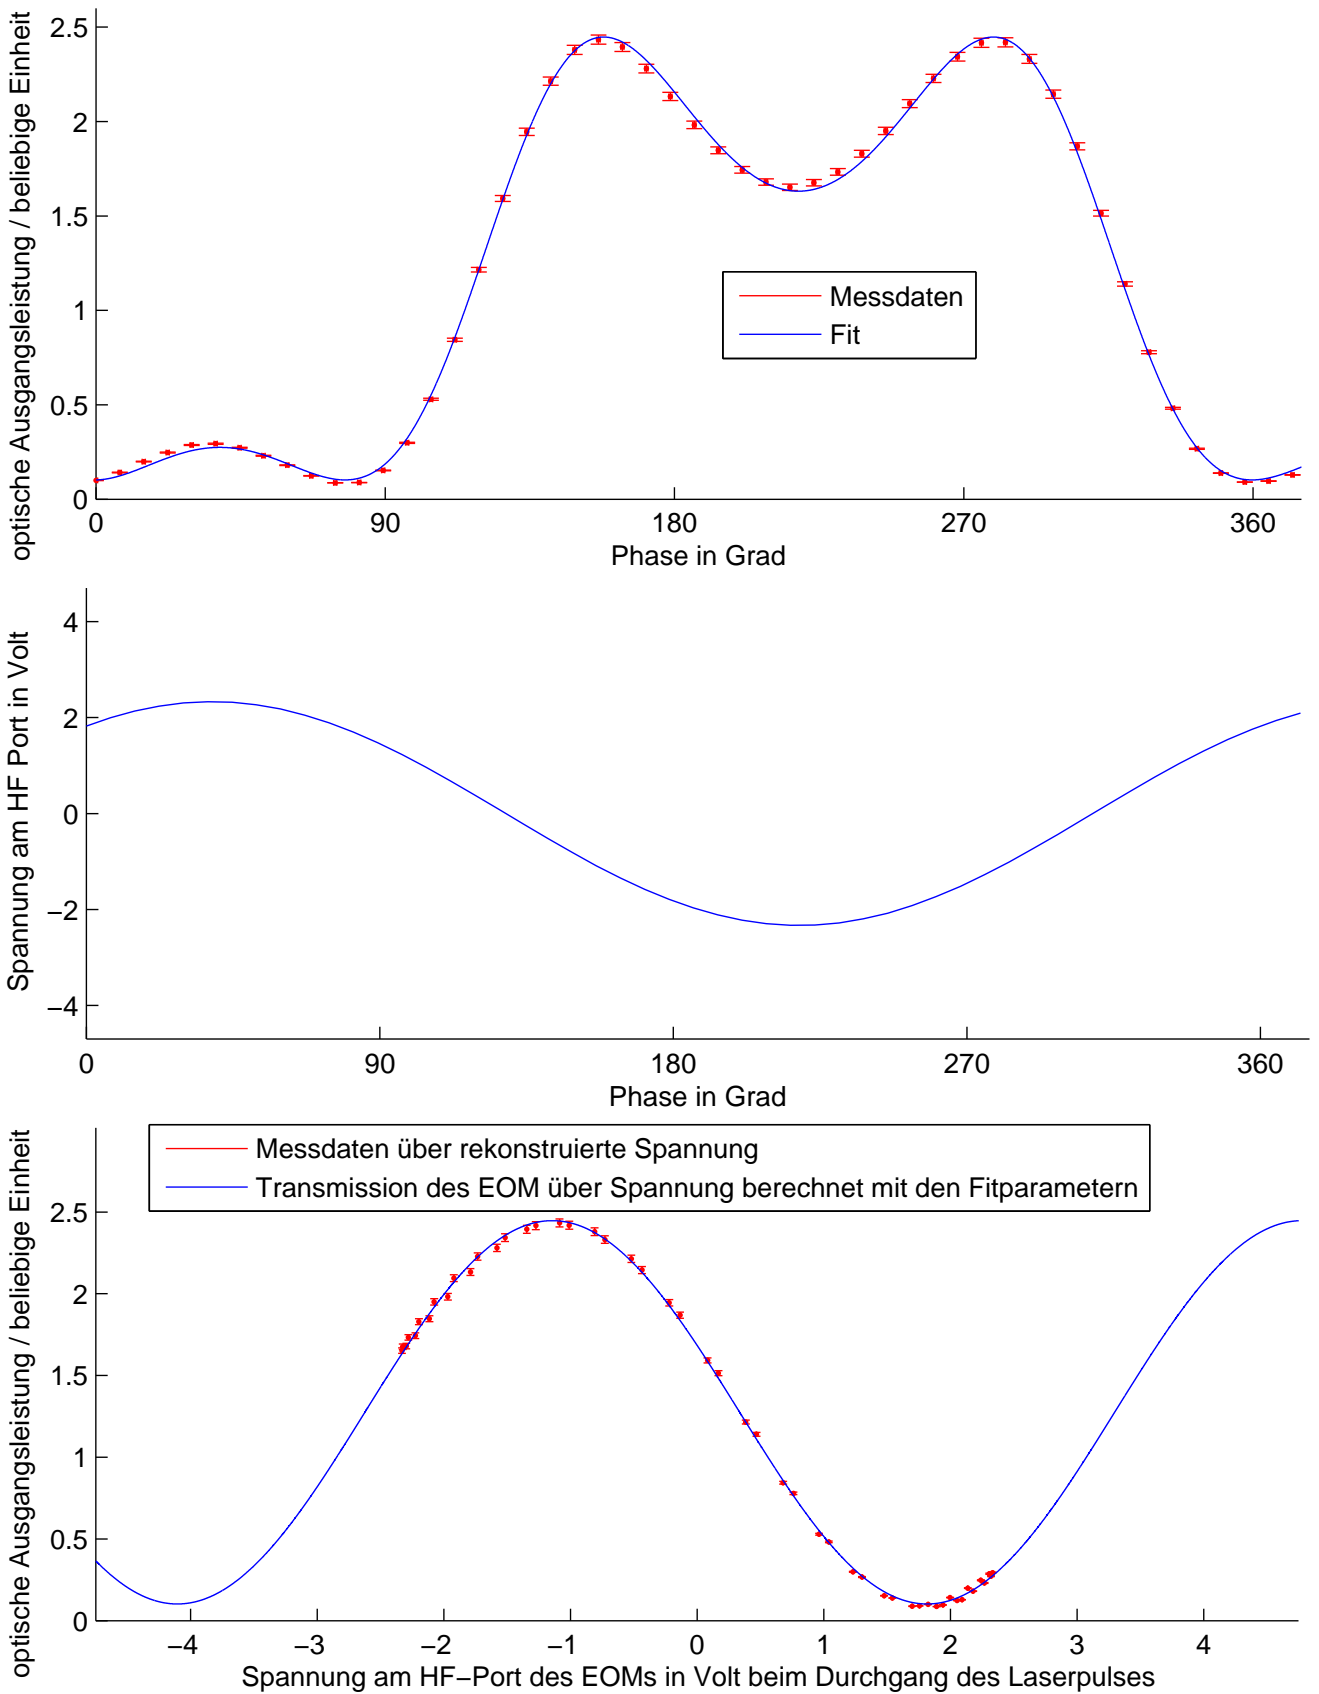 optische Ausgangsleistung / beliebige Einheit
2.5
2
1.5
1
0.5
0
Messdaten
Fit
0 90 180 270 360
Phase in Grad
Spannung am HF Port in Volt
4
2
0
−2
−4
0 90 180 270 360
Phase in Grad
optische Ausgangsleistung / beliebige Einheit
Messdaten über rekonstruierte Spannung
Transmission des EOM über Spannung berechnet mit den Fitparametern
2.5
2
1.5
1
0.5
0
−4 −3 −2 −1 0 1 2 3 4
Spannung am HF−Port des EOMs in Volt beim Durchgang des Laserpulses